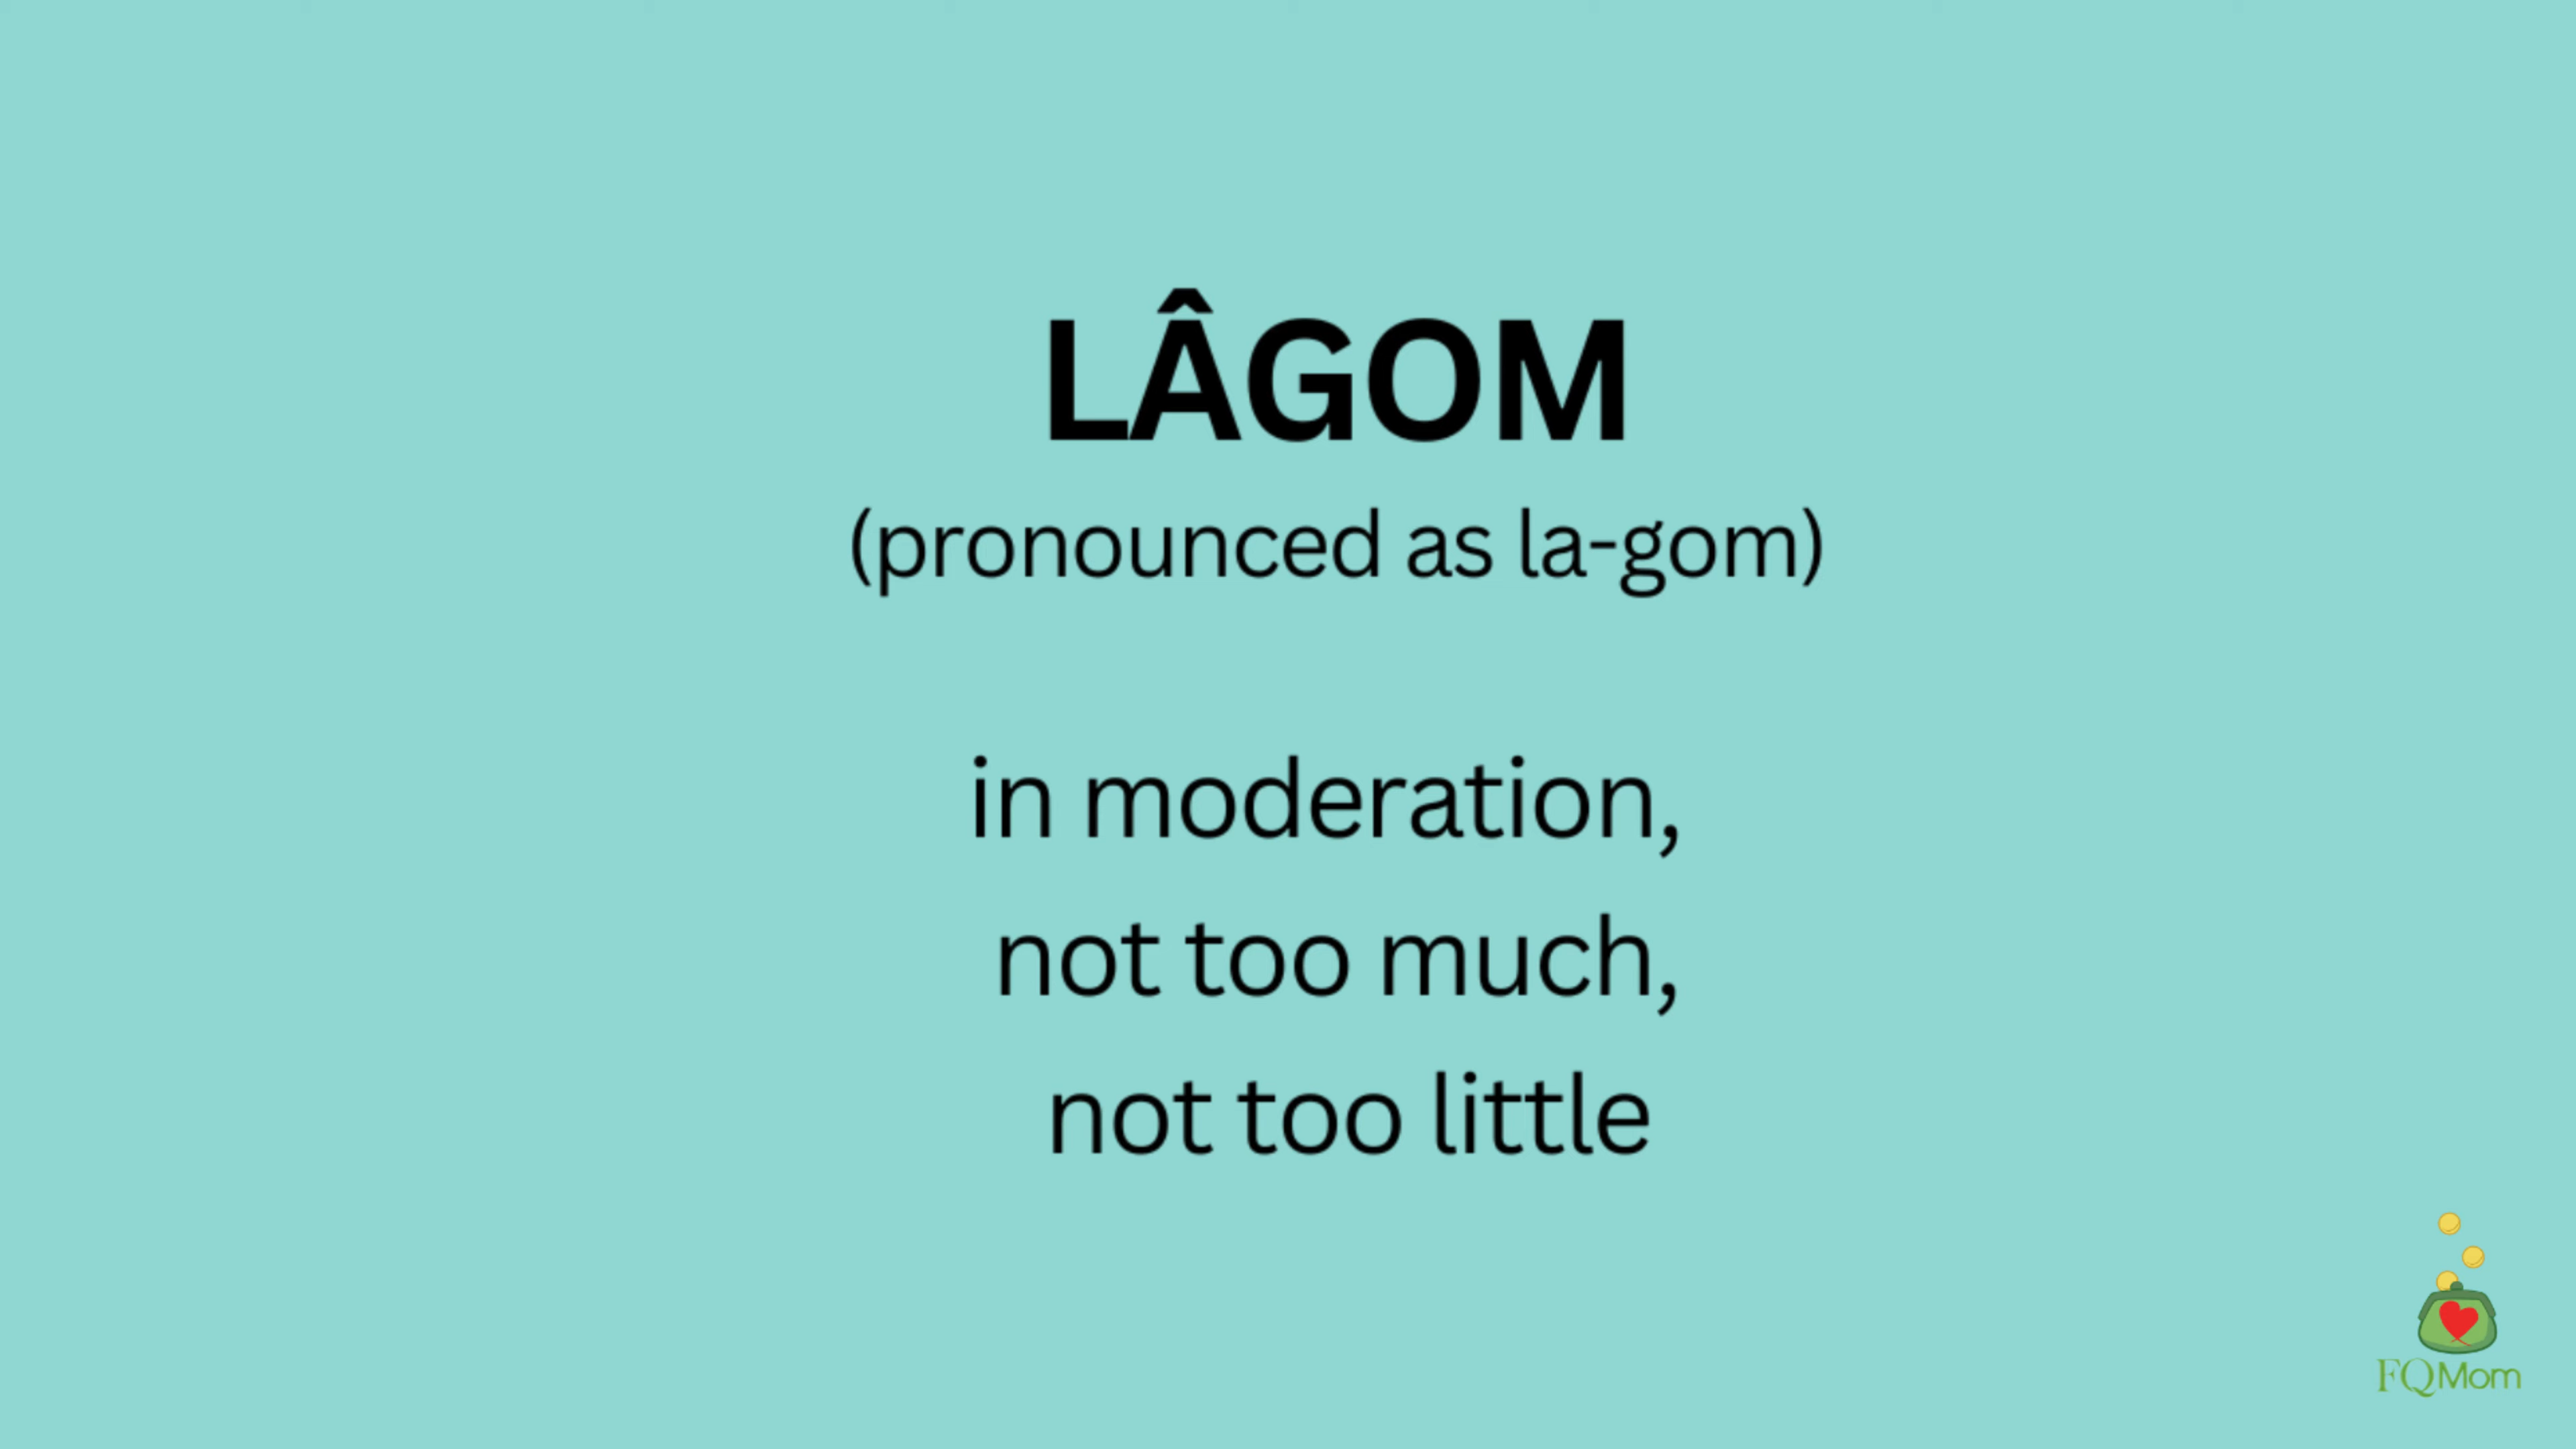 LÂGOM
(pronounced as la-gom)
in moderation,
not too much,
not too little
FQMom